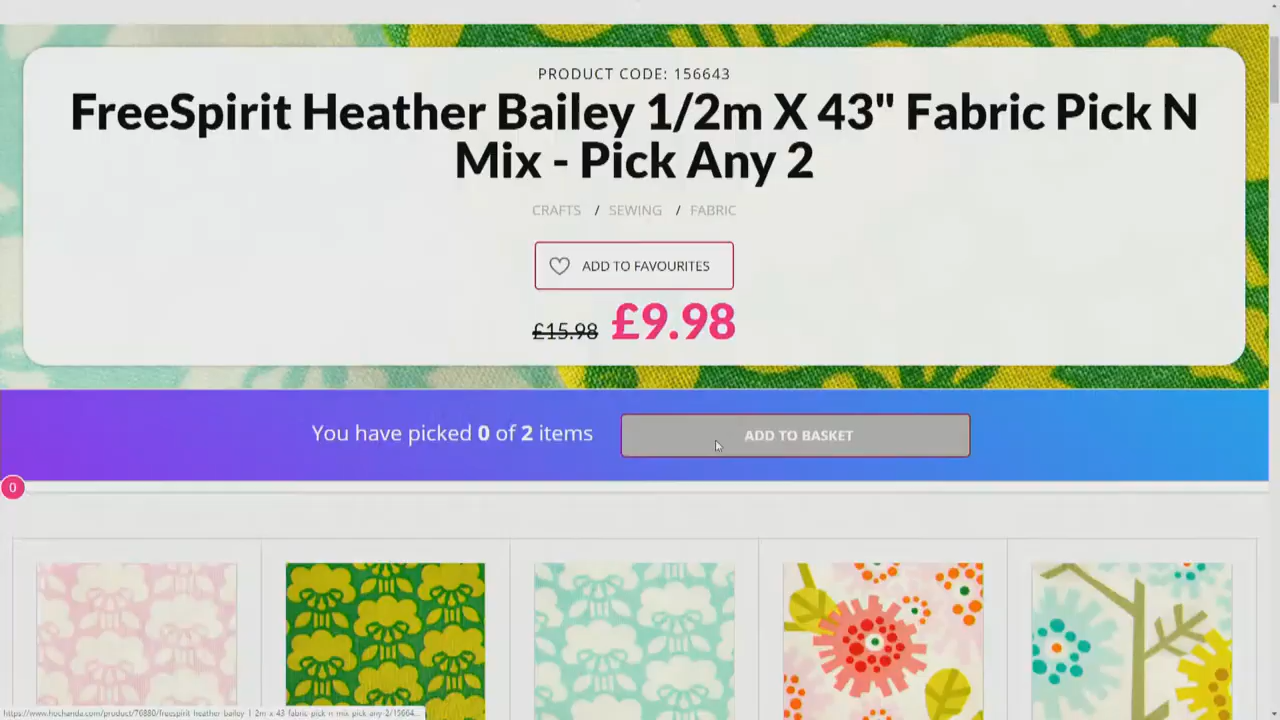 PRODUCT CODE: 156643
FreeSpirit Heather Bailey 1/2m X 43" Fabric Pick N
Mix - Pick Any 2
CRAFTS / SEWING / FABRIC
ADD TO FAVOURITES
£15.98 £9.98
You have picked 0 of 2 items
ADD TO BASKET
0